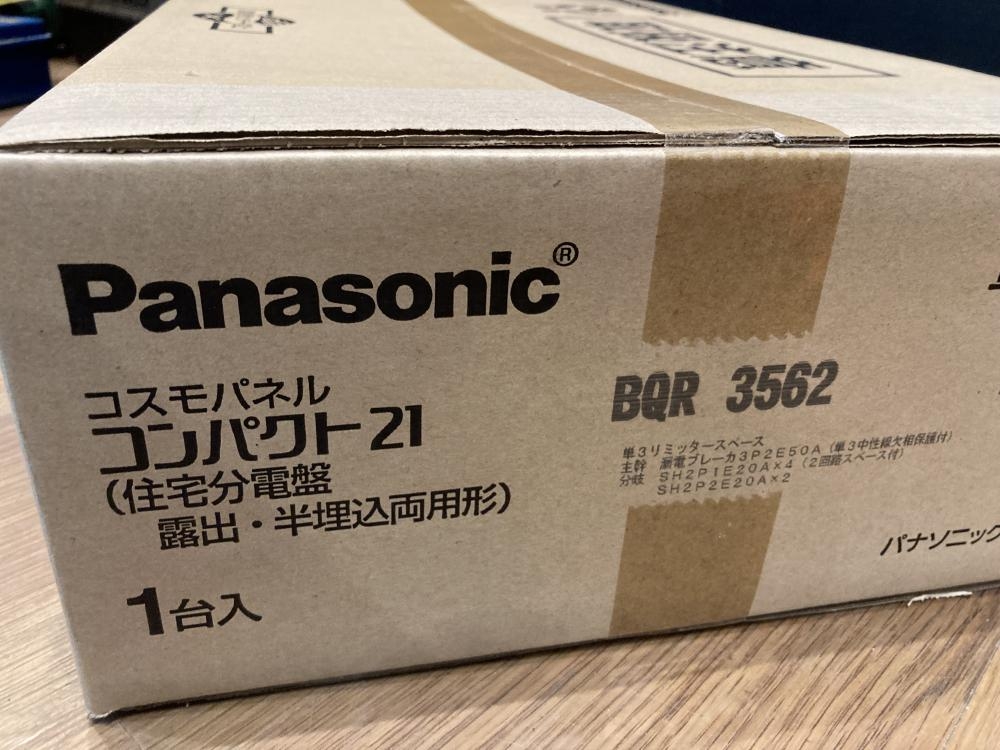 Panasonic®
コスモパネル
コンパクト21
（住宅分電盤
露出・半埋込両用形）
1台入
BQR 3562
単3リミッタースペース
主幹 漏電ブレーカ3P2E50A（単3中性線欠相保護付）
分岐 SH2P1E20A×4（2回路スペース付）
SH2P2E20A×2
パナソニック